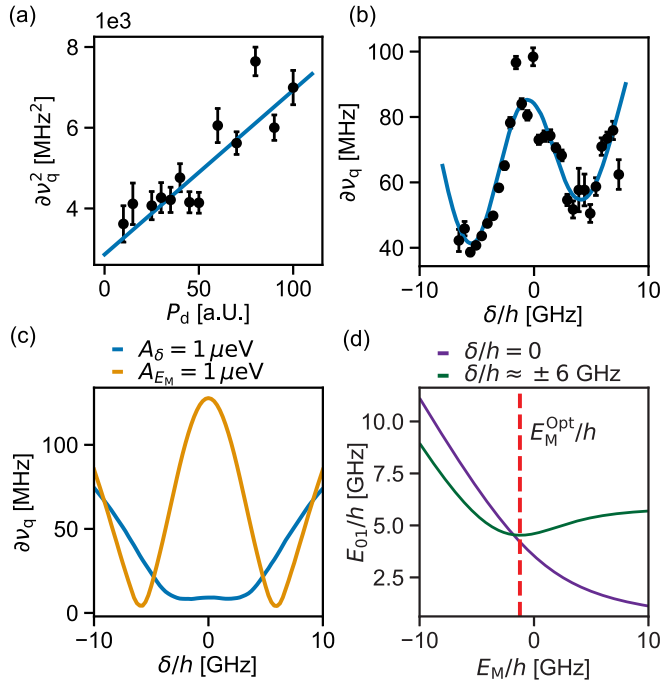 (a)
1e3
8
6
4
∂ν_q^2 [MHz^2]
0
50
100
P_d [a.U.]
(b)
100
80
60
40
∂ν_q [MHz]
−10
0
10
δ/h [GHz]
(c)
A_δ = 1 μeV
A_{E_M} = 1 μeV
100
50
0
∂ν_q [MHz]
−10
0
10
δ/h [GHz]
(d)
δ/h = 0
δ/h ≈ ± 6 GHz
E_M^Opt/h
10.0
7.5
5.0
2.5
E_01/h [GHz]
−10
0
10
E_M/h [GHz]